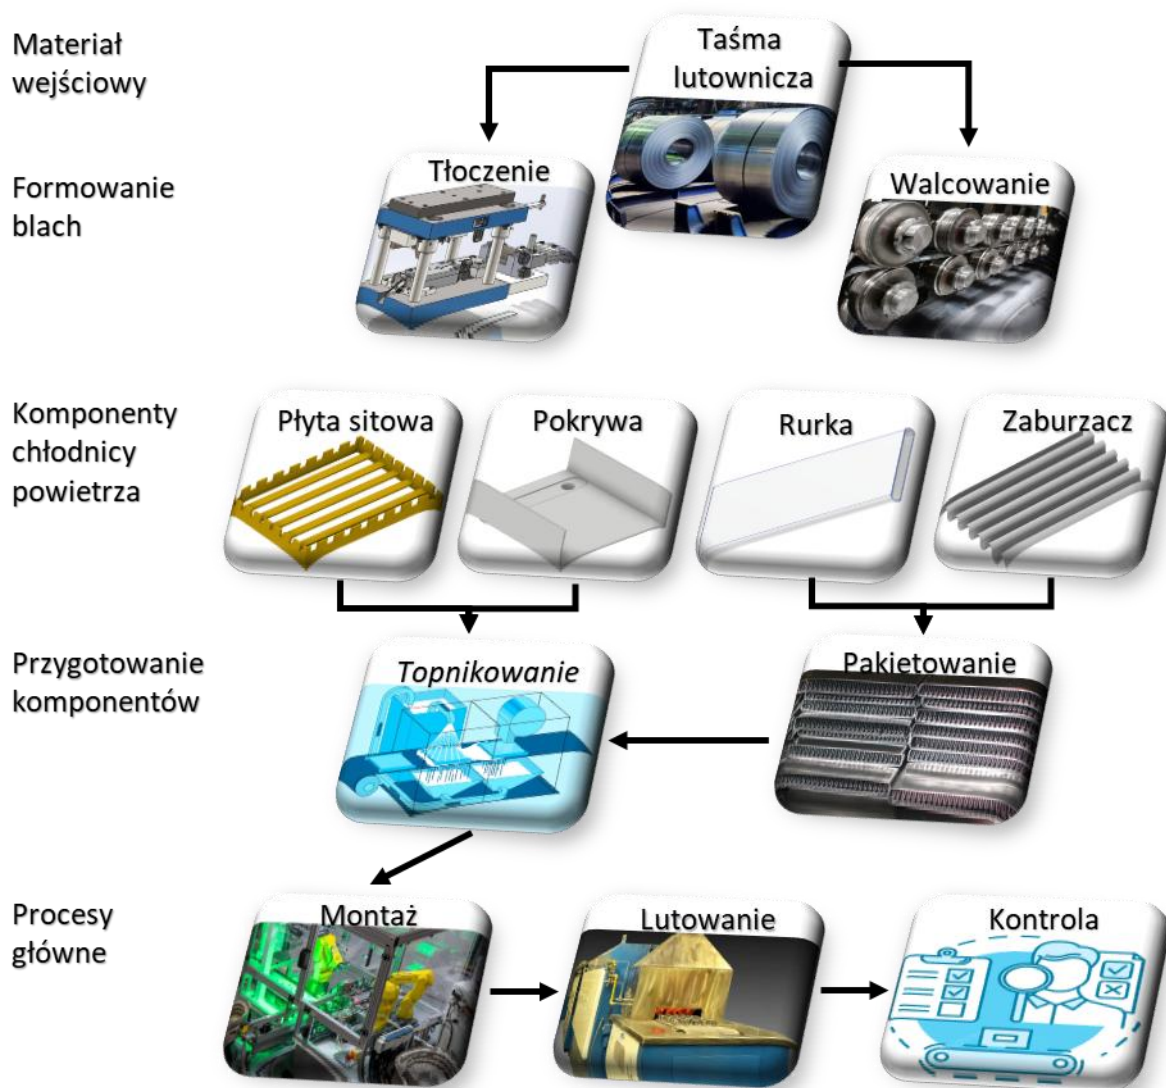 Materiał
wejściowy
Taśma
lutownicza
Formowanie
blach
Tłoczenie
Walcowanie
Komponenty
chłodnicy
powietrza
Płyta sitowa
Pokrywa
Rurka
Zaburzacz
Przygotowanie
komponentów
Topnikowanie
Pakietowanie
Procesy
główne
Montaż
Lutowanie
Kontrola